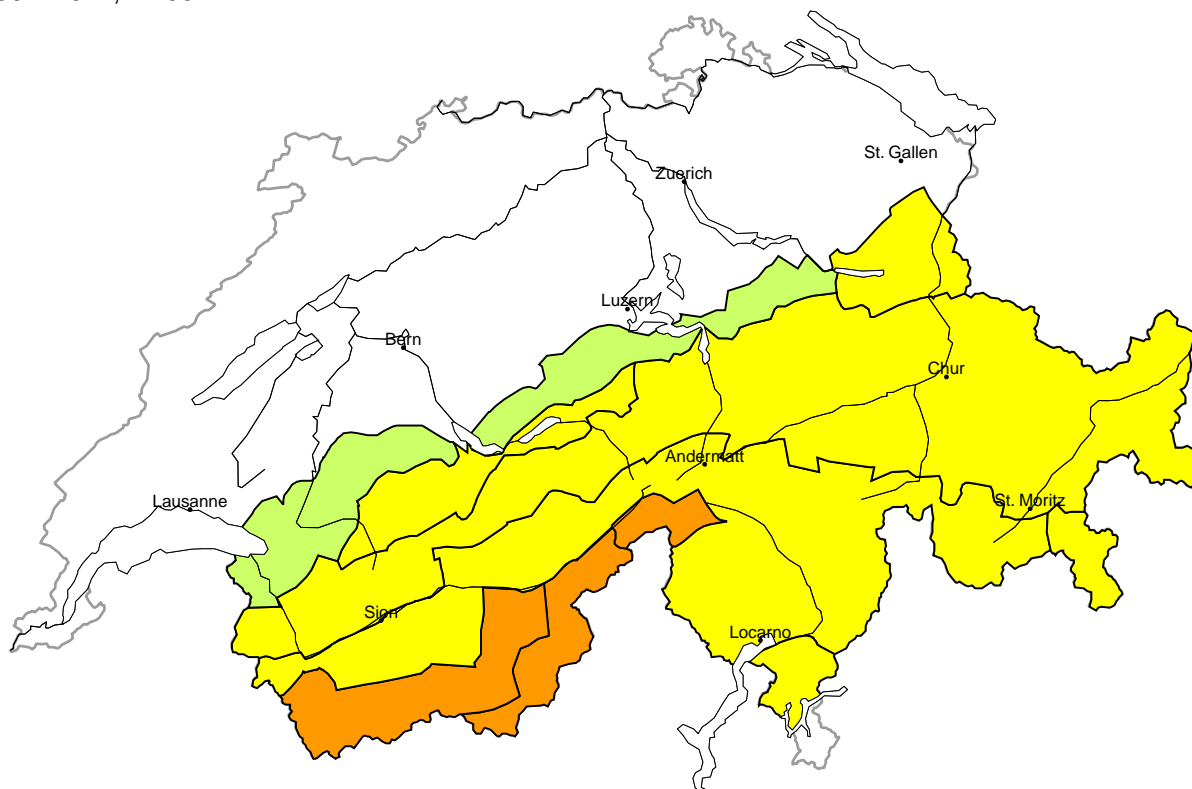 St. Gallen
Zuerich
Luzern
Bern
Chur
Andermatt
Lausanne
St. Moritz
Sion
Locarno